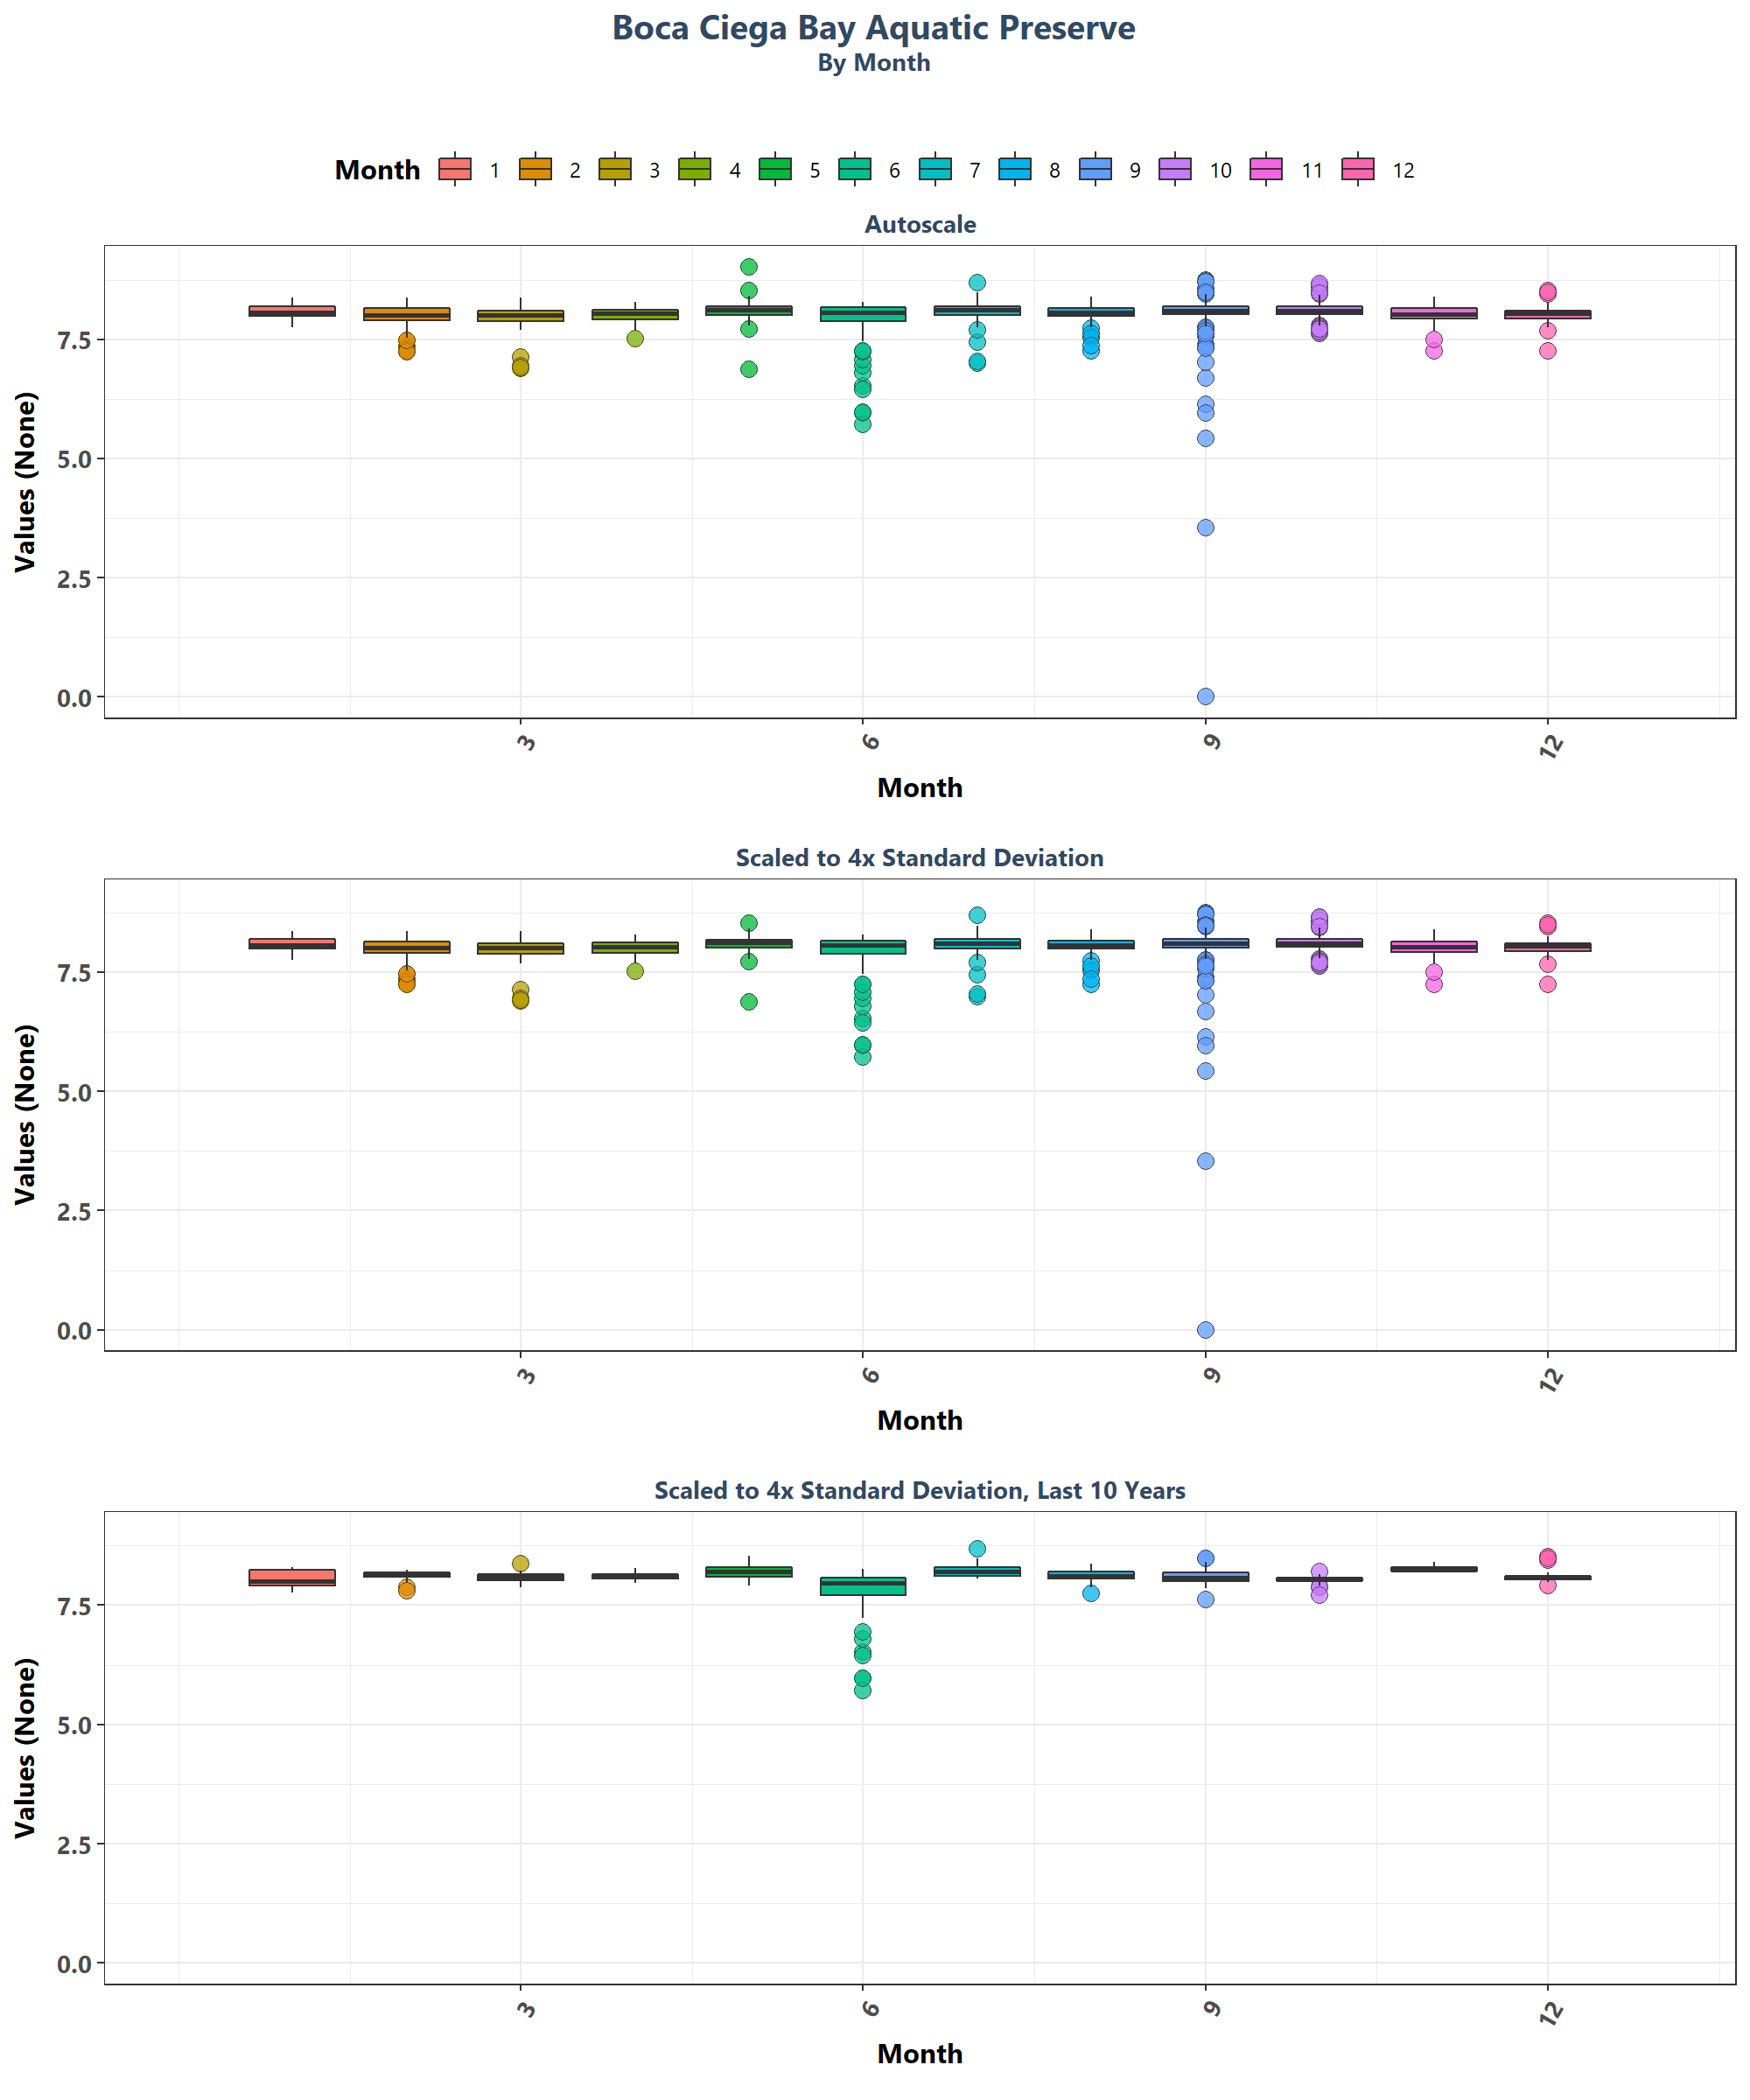 Boca Ciega Bay Aquatic Preserve
By Month
Month 1 2 3 4 5 6 7 8 9 10 11 12
Autoscale
Values (None)
7.5
5.0
2.5
0.0
3 6 9 12
Month
Scaled to 4x Standard Deviation
Values (None)
7.5
5.0
2.5
0.0
3 6 9 12
Month
Scaled to 4x Standard Deviation, Last 10 Years
Values (None)
7.5
5.0
2.5
0.0
3 6 9 12
Month